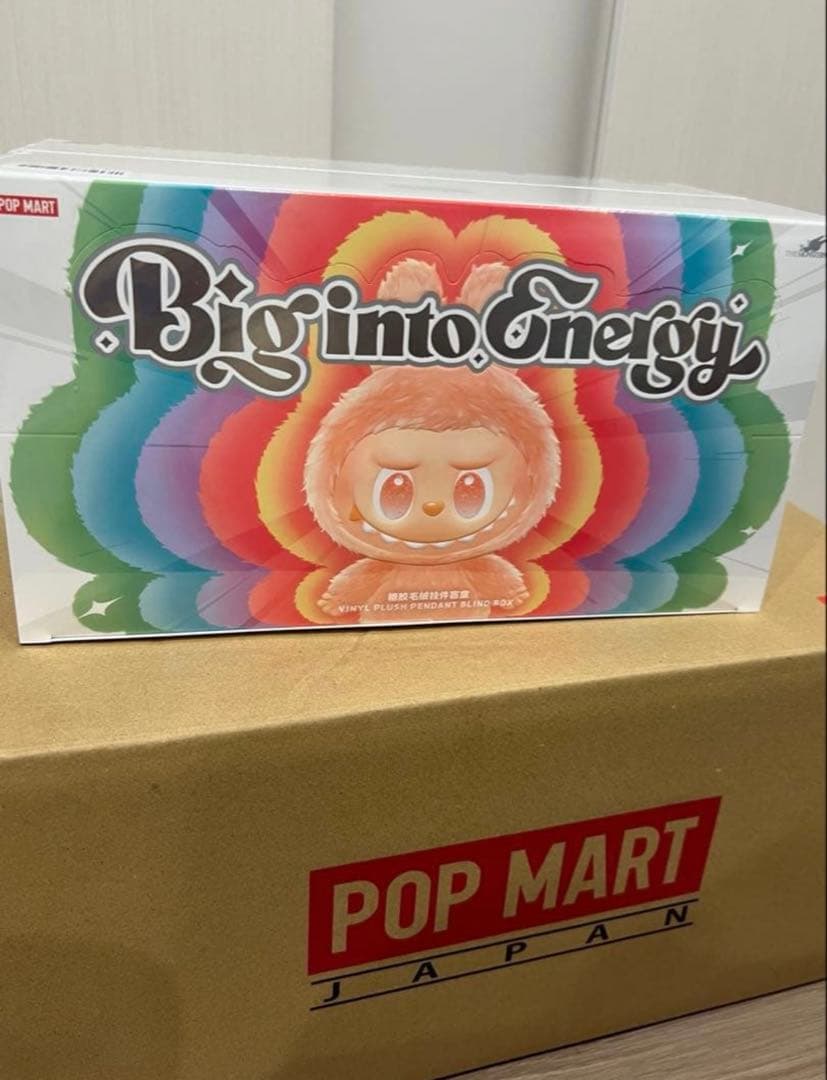 POP MART
Big into Energy
搪胶毛绒挂件盲盒
VINYL PLUSH PENDANT BLIND BOX
POP MART
JAPAN